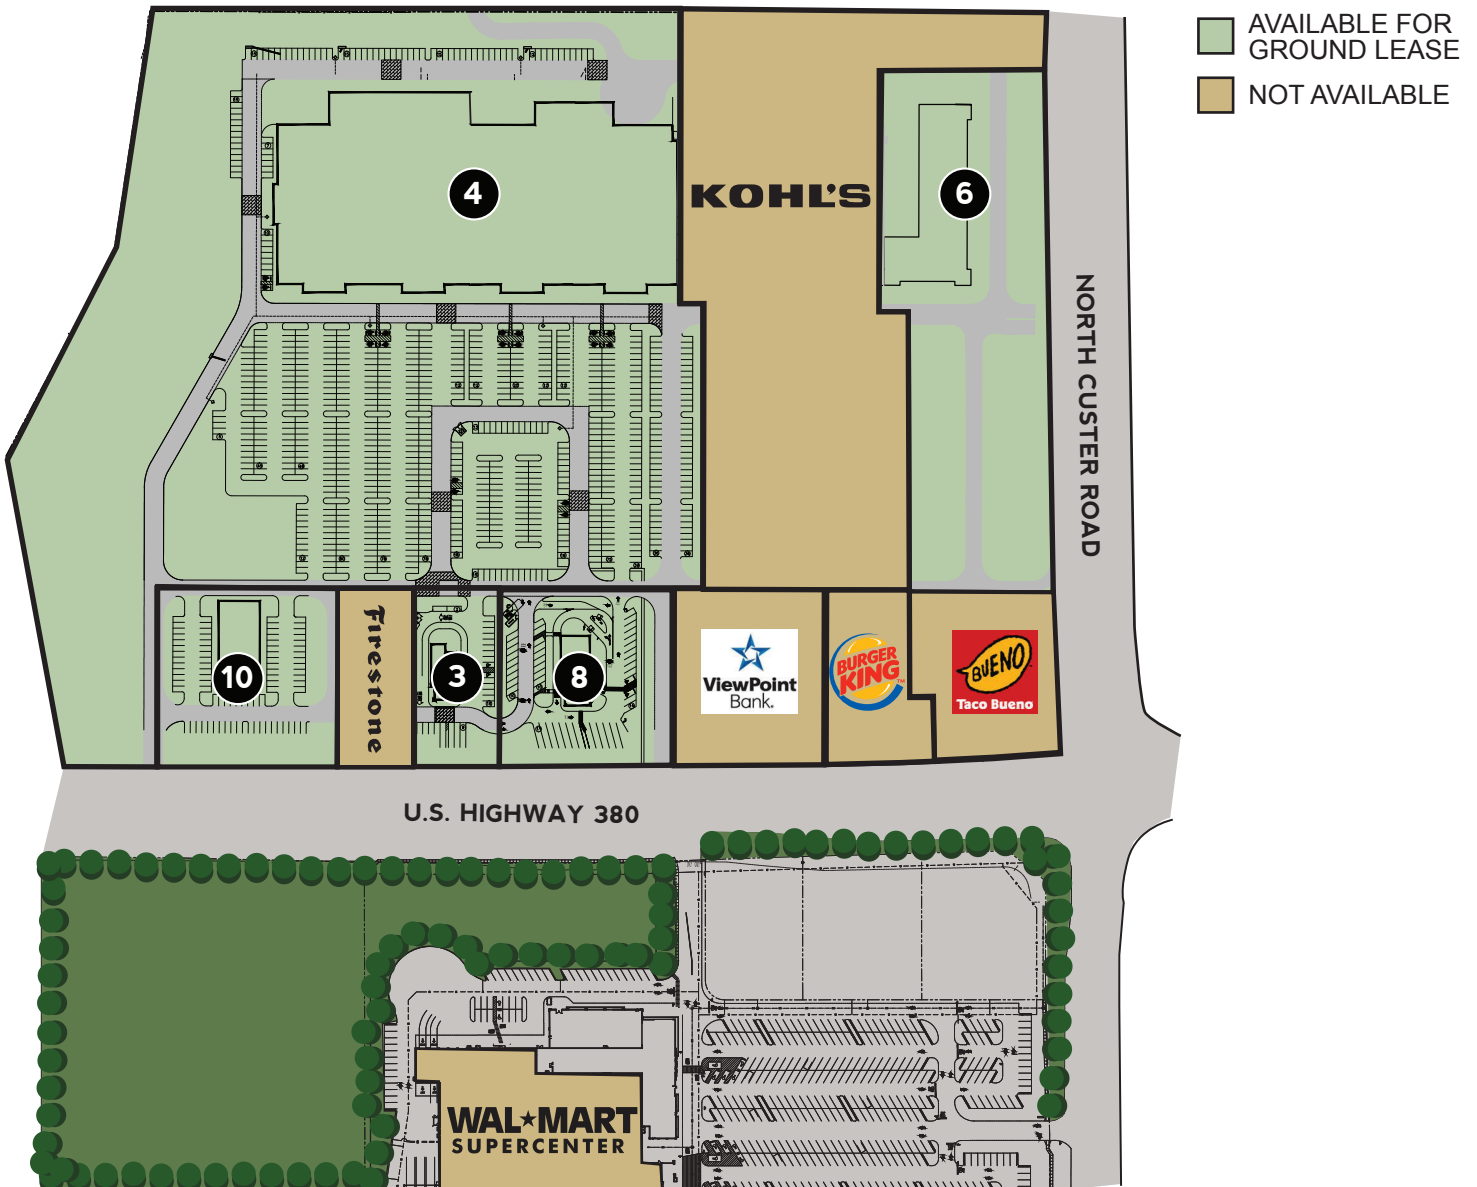 AVAILABLE FOR
GROUND LEASE
NOT AVAILABLE
4
KOHL'S
6
NORTH CUSTER ROAD
10
Firestone
3
8
ViewPoint
Bank.
BURGER
KING
TM
BUENO
Taco Bueno
U.S. HIGHWAY 380
WAL★MART
SUPERCENTER